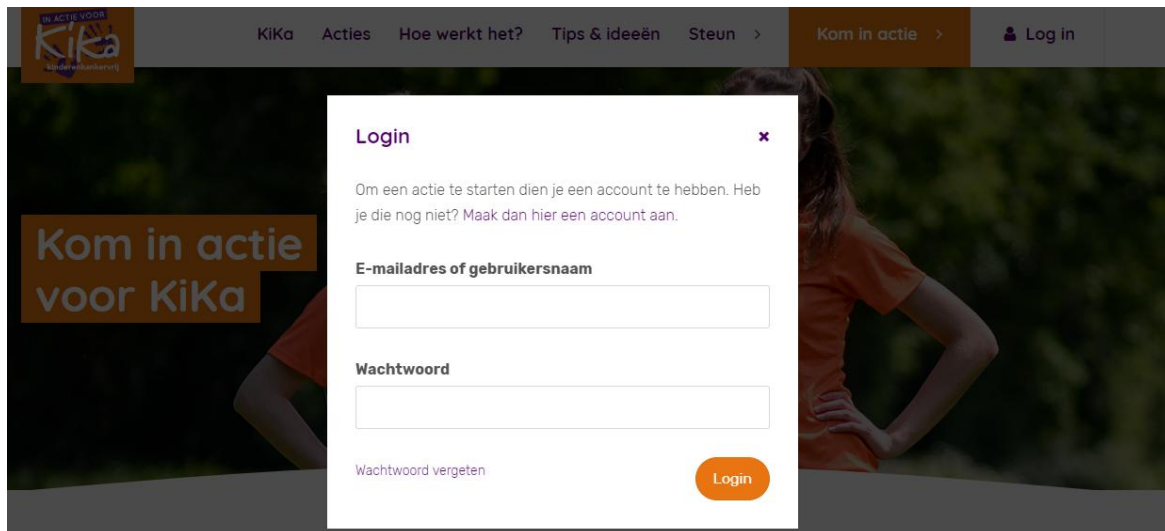 IN ACTIE VOOR
KiKa
kinderenkankervrij
KiKa Acties Hoe werkt het? Tips & ideeën Steun > Kom in actie > Log in
Kom in actie
voor KiKa
Login
Om een actie te starten dien je een account te hebben. Heb
je die nog niet? Maak dan hier een account aan.
E-mailadres of gebruikersnaam
Wachtwoord
Wachtwoord vergeten
Login